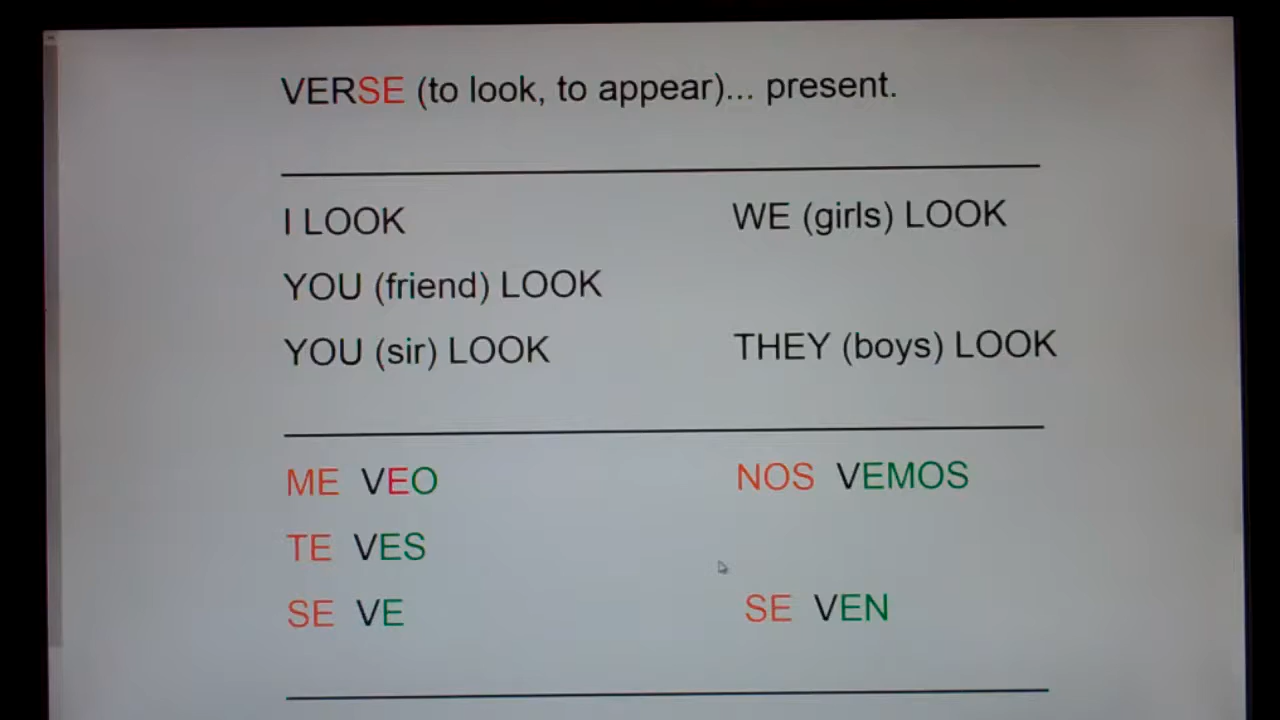 VERSE (to look, to appear)... present.
I LOOK
WE (girls) LOOK
YOU (friend) LOOK
YOU (sir) LOOK
THEY (boys) LOOK
ME VEO
NOS VEMOS
TE VES
SE VE
SE VEN